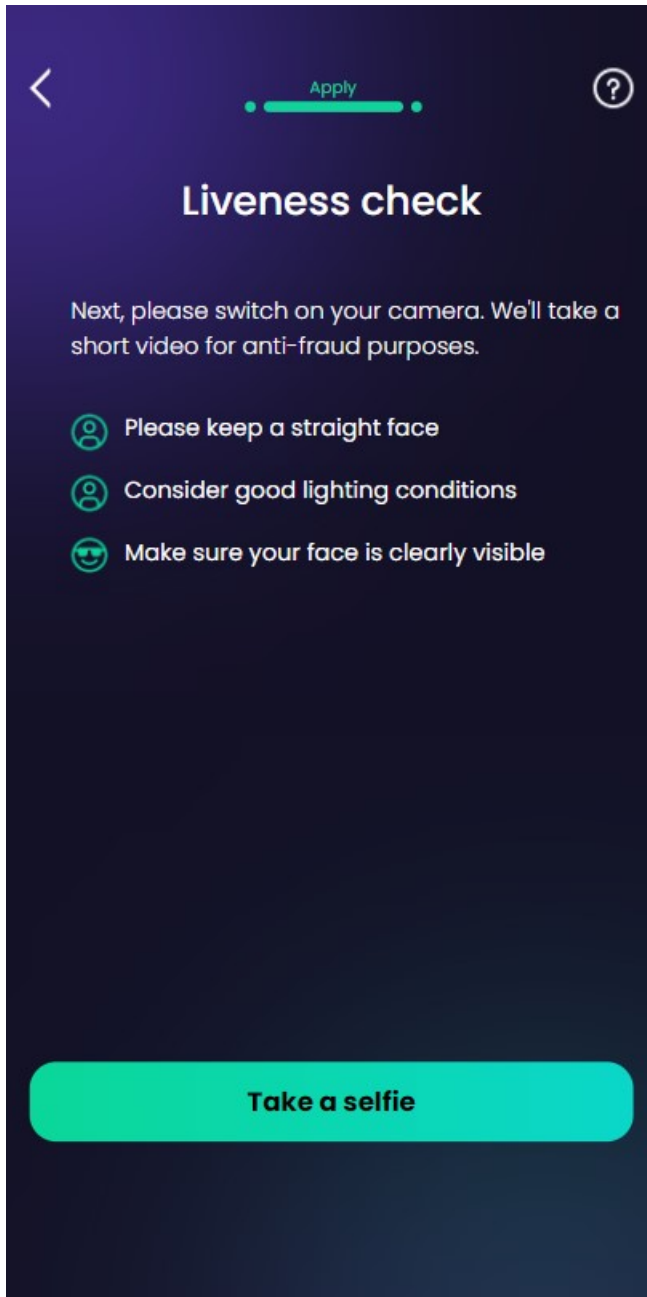 Apply
Liveness check
Next, please switch on your camera. We'll take a
short video for anti-fraud purposes.
Please keep a straight face
Consider good lighting conditions
Make sure your face is clearly visible
Take a selfie